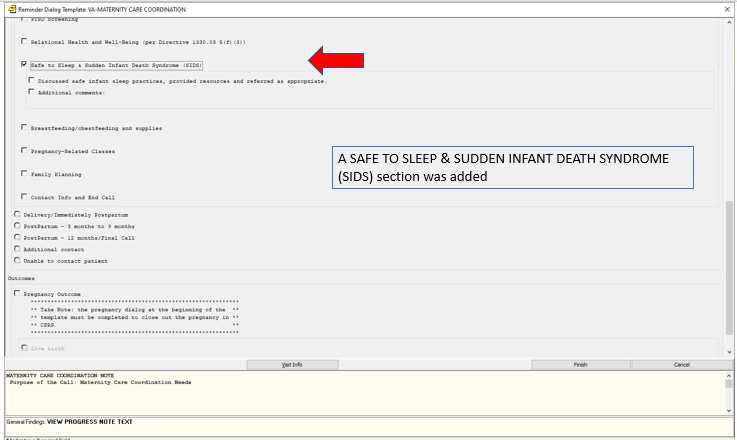 Reminder Dialog Template: VA-MATERNITY CARE COORDINATION
PTSD Screening
Relational Health and Well-Being (per Directive 1330.03 5(f)(3))
Safe to Sleep & Sudden Infant Death Syndrome (SIDS)
Discussed safe infant sleep practices, provided resources and referred as appropriate.
Additional comments:
Breastfeeding/chestfeeding and supplies
Pregnancy-Related Classes
A SAFE TO SLEEP & SUDDEN INFANT DEATH SYNDROME
(SIDS) section was added
Family Planning
Contact Info and End Call
Delivery/Immediately Postpartum
PostPartum - 3 months to 9 months
PostPartum - 12 months/Final Call
Additional contact
Unable to contact patient
Outcomes
Pregnancy Outcome
** Take Note: the pregnancy dialog at the beginning of the **
** template must be completed to close out the pregnancy in **
** CPRS. **
Live birth
Visit Info
Finish
Cancel
MATERNITY CARE COORDINATION NOTE
Purpose of the Call: Maternity Care Coordination Needs
General Findings: VIEW PROGRESS NOTE TEXT